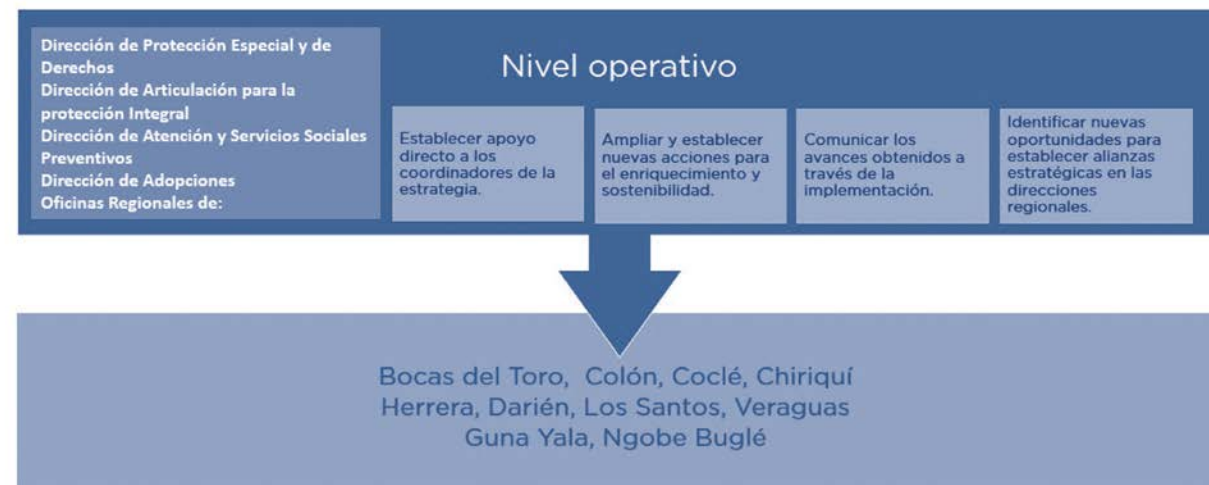 Dirección de Protección Especial y de
Derechos
Dirección de Articulación para la
protección Integral
Dirección de Atención y Servicios Sociales
Preventivos
Dirección de Adopciones
Oficinas Regionales de:
Nivel operativo
Establecer apoyo
directo a los
coordinadores de la
estrategia.
Ampliar y establecer
nuevas acciones para
el enriquecimiento y
sostenibilidad.
Comunicar los
avances obtenidos a
través de la
implementación.
Identificar nuevas
oportunidades para
establecer alianzas
estratégicas en las
direcciones
regionales.
Bocas del Toro, Colón, Coclé, Chiriquí
Herrera, Darién, Los Santos, Veraguas
Guna Yala, Ngobe Buglé